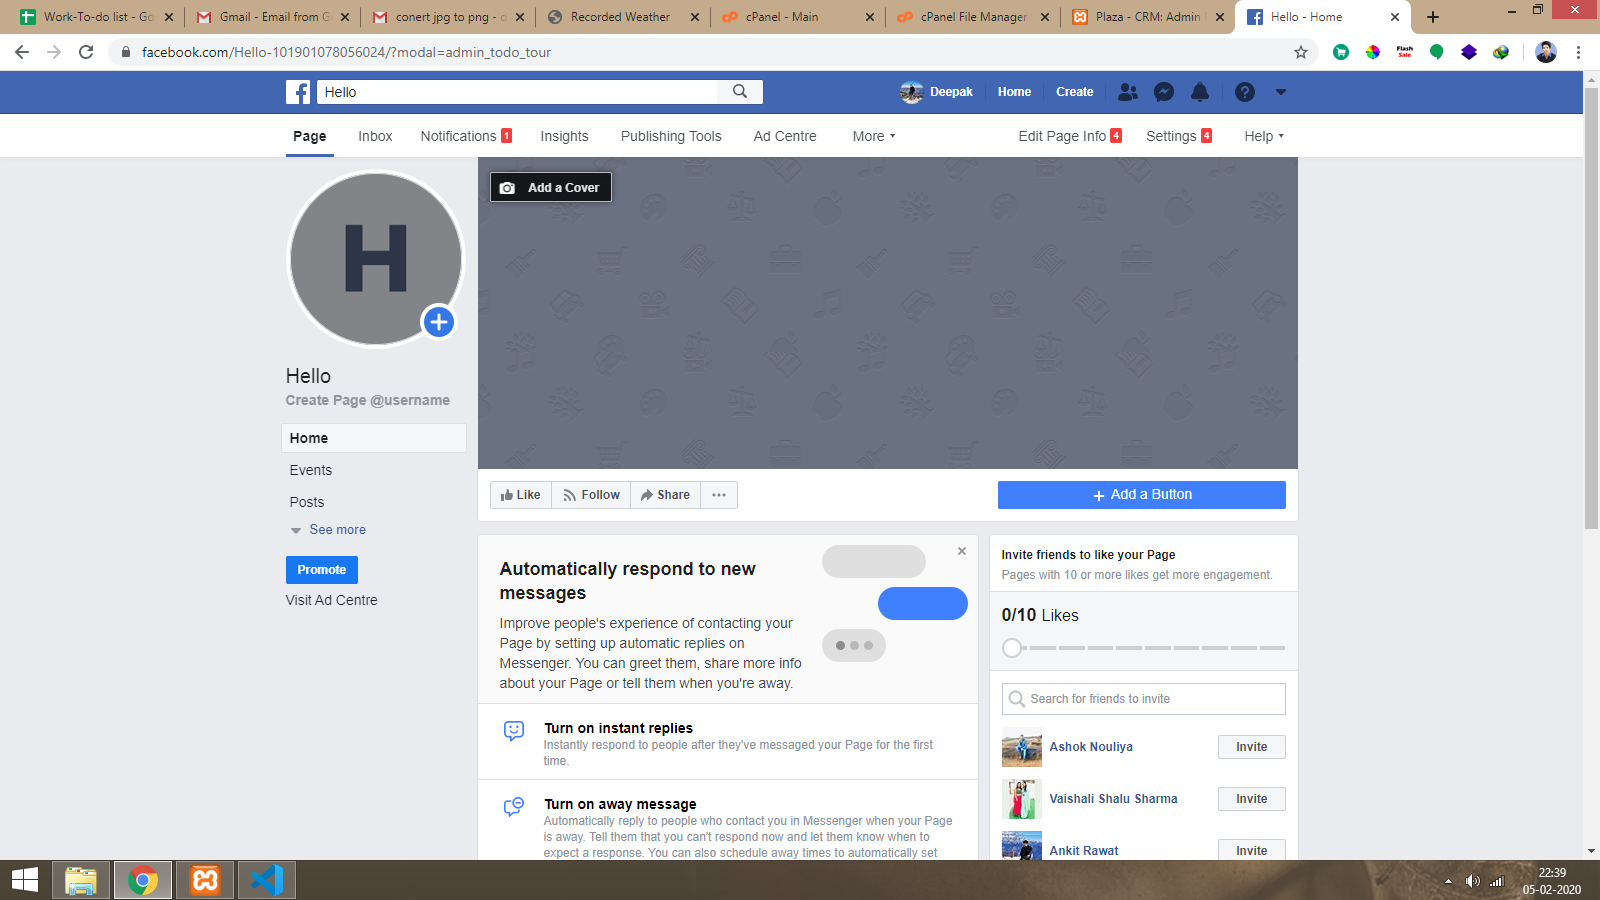 Work-To-do list - Go
Gmail - Email from G
conert jpg to png - 
Recorded Weather
cPanel - Main
cPanel File Manager
Plaza - CRM: Admin
Hello - Home
facebook.com/Hello-101901078056024/?modal=admin_todo_tour
Flash
Sale
Hello
Deepak
Home
Create
Page
Inbox
Notifications 1
Insights
Publishing Tools
Ad Centre
More
Edit Page Info 4
Settings 4
Help
Add a Cover
H
Hello
Create Page @username
Home
Events
Posts
See more
Promote
Visit Ad Centre
Like
Follow
Share
+ Add a Button
Automatically respond to new
messages
Improve people's experience of contacting your
Page by setting up automatic replies on
Messenger. You can greet them, share more info
about your Page or tell them when you're away.
Turn on instant replies
Instantly respond to people after they've messaged your Page for the first
time.
Turn on away message
Automatically reply to people who contact you in Messenger when your Page
is away. Tell them that you can't respond now and let them know when to
expect a response. You can also schedule away times to automatically set
Invite friends to like your Page
Pages with 10 or more likes get more engagement.
0/10 Likes
Search for friends to invite
Ashok Nouliya
Invite
Vaishali Shalu Sharma
Invite
Ankit Rawat
Invite
22:39
05-02-2020